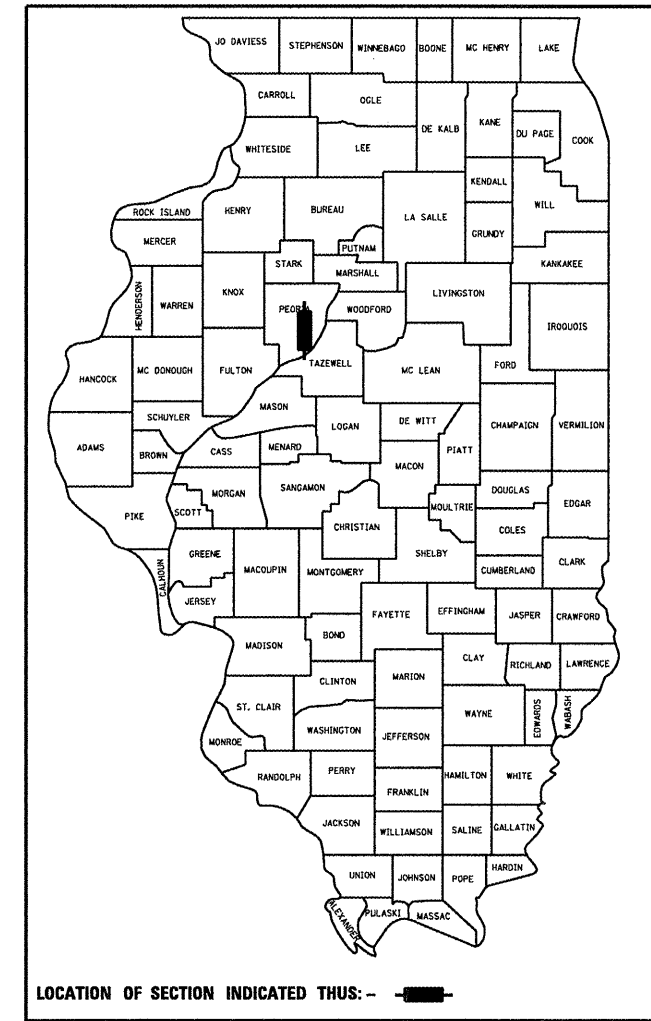 JO DAVIESS STEPHENSON WINNEBAGO BOONE MC HENRY LAKE
CARROLL OGLE DE KALB KANE DU PAGE COOK
WHITESIDE LEE KENDALL WILL
ROCK ISLAND HENRY BUREAU LA SALLE GRUNDY
MERCER PUTNAM KANKAKEE
STARK MARSHALL
HENDERSON WARREN KNOX PEORIA WOODFORD LIVINGSTON IROQUOIS
HANCOCK MC DONOUGH FULTON TAZEWELL MC LEAN FORD
SCHUYLER MASON LOGAN DE WITT CHAMPAIGN VERMILION
ADAMS BROWN CASS MENARD MACON PIATT
PIKE SCOTT MORGAN SANGAMON MOULTRIE DOUGLAS EDGAR
CHRISTIAN COLES
CALHOUN GREENE MACOUPIN MONTGOMERY SHELBY CUMBERLAND CLARK
JERSEY FAYETTE EFFINGHAM JASPER CRAWFORD
MADISON BOND
CLINTON MARION CLAY RICHLAND LAWRENCE
ST. CLAIR WAYNE EDWARDS WABASH
MONROE WASHINGTON JEFFERSON
RANDOLPH PERRY HAMILTON WHITE
FRANKLIN
JACKSON WILLIAMSON SALINE GALLATIN
UNION JOHNSON POPE HARDIN
ALEXANDER PULASKI MASSAC
LOCATION OF SECTION INDICATED THUS: –